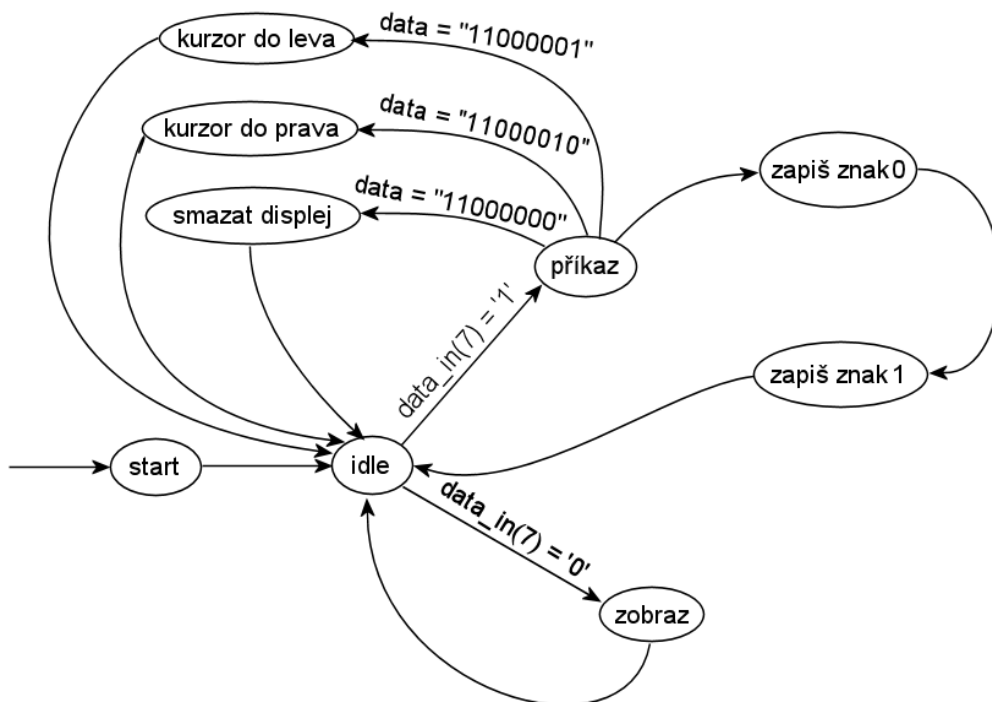 kurzor do leva
data = "11000001"
kurzor do prava
data = "11000010"
smazat displej
data = "11000000"
zapiš znak0
příkaz
data_in(7) = '1'
zapiš znak1
start
idle
data_in(7) = '0'
zobraz